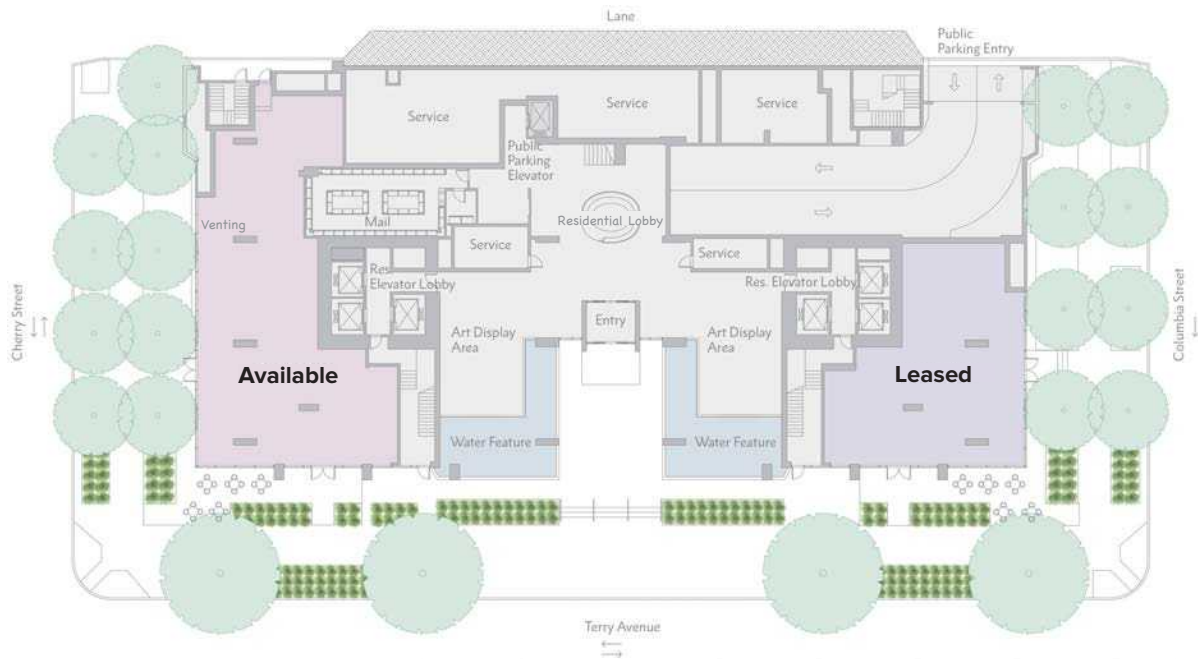 Lane
Public
Parking Entry
Service
Service
Service
Public
Parking
Elevator
Venting
Mail
Residential Lobby
Service
Service
Res.
Elevator Lobby
Res. Elevator Lobby
Cherry Street
Columbia Street
Entry
Art Display
Area
Art Display
Area
Available
Leased
Water Feature
Water Feature
Terry Avenue